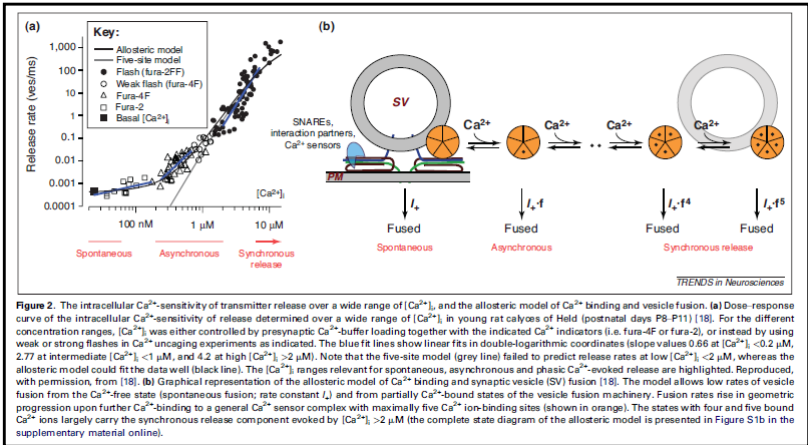 (a)
Key:
Allosteric model
Five-site model
Flash (fura-2FF)
Weak flash (fura-4F)
Fura-4F
Fura-2
Basal [Ca²⁺]ᵢ
Release rate (ves/ms)
1,000
100
10
1
0.1
0.01
0.001
0.0001
[Ca²⁺]ᵢ
100 nM
1 μM
10 μM
Spontaneous
Asynchronous
Synchronous
release
(b)
SV
SNAREs,
interaction partners,
Ca²⁺ sensors
PM
Ca²⁺
Ca²⁺
Ca²⁺
Ca²⁺
I₊
I₊·f
I₊·f⁴
I₊·f⁵
Fused
Fused
Fused
Fused
Spontaneous
Asynchronous
Synchronous release
TRENDS in Neurosciences
Figure 2. The intracellular Ca²⁺-sensitivity of transmitter release over a wide range of [Ca²⁺]ᵢ, and the allosteric model of Ca²⁺ binding and vesicle fusion. (a) Dose–response
curve of the intracellular Ca²⁺-sensitivity of release determined over a wide range of [Ca²⁺]ᵢ in young rat calyces of Held (postnatal days P8–P11) [18]. For the different
concentration ranges, [Ca²⁺]ᵢ was either controlled by presynaptic Ca²⁺-buffer loading together with the indicated Ca²⁺ indicators (i.e. fura-4F or fura-2), or instead by using
weak or strong flashes in Ca²⁺ uncaging experiments as indicated. The blue fit lines show linear fits in double-logarithmic coordinates (slope values 0.66 at [Ca²⁺]ᵢ <0.2 μM,
2.77 at intermediate [Ca²⁺]ᵢ <1 μM, and 4.2 at high [Ca²⁺]ᵢ >2 μM). Note that the five-site model (grey line) failed to predict release rates at low [Ca²⁺]ᵢ <2 μM, whereas the
allosteric model could fit the data well (black line). The [Ca²⁺]ᵢ ranges relevant for spontaneous, asynchronous and phasic Ca²⁺-evoked release are highlighted. Reproduced,
with permission, from [18]. (b) Graphical representation of the allosteric model of Ca²⁺ binding and synaptic vesicle (SV) fusion [18]. The model allows low rates of vesicle
fusion from the Ca²⁺-free state (spontaneous fusion; rate constant I₊) and from partially Ca²⁺-bound states of the vesicle fusion machinery. Fusion rates rise in geometric
progression upon further Ca²⁺-binding to a general Ca²⁺ sensor complex with maximally five Ca²⁺ ion-binding sites (shown in orange). The states with four and five bound
Ca²⁺ ions largely carry the synchronous release component evoked by [Ca²⁺]ᵢ >2 μM (the complete state diagram of the allosteric model is presented in Figure S1b in the
supplementary material online).